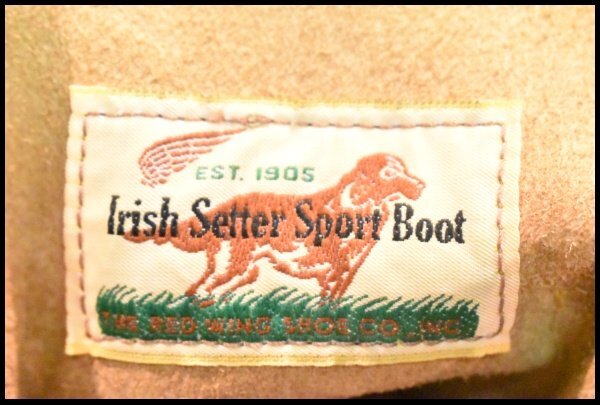 EST. 1905
Irish Setter Sport Boot
THE RED WING SHOE CO., INC